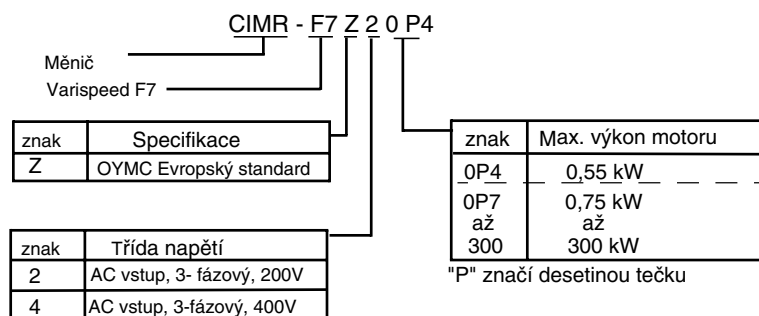 CIMR - F7 Z 2 0 P4
Měnič
Varispeed F7
znak Specifikace
Z OYMC Evropský standard
znak Třída napětí
2 AC vstup, 3- fázový, 200V
4 AC vstup, 3-fázový, 400V
znak Max. výkon motoru
0P4 0,55 kW
0P7 0,75 kW
až až
300 300 kW
"P" značí desetinou tečku